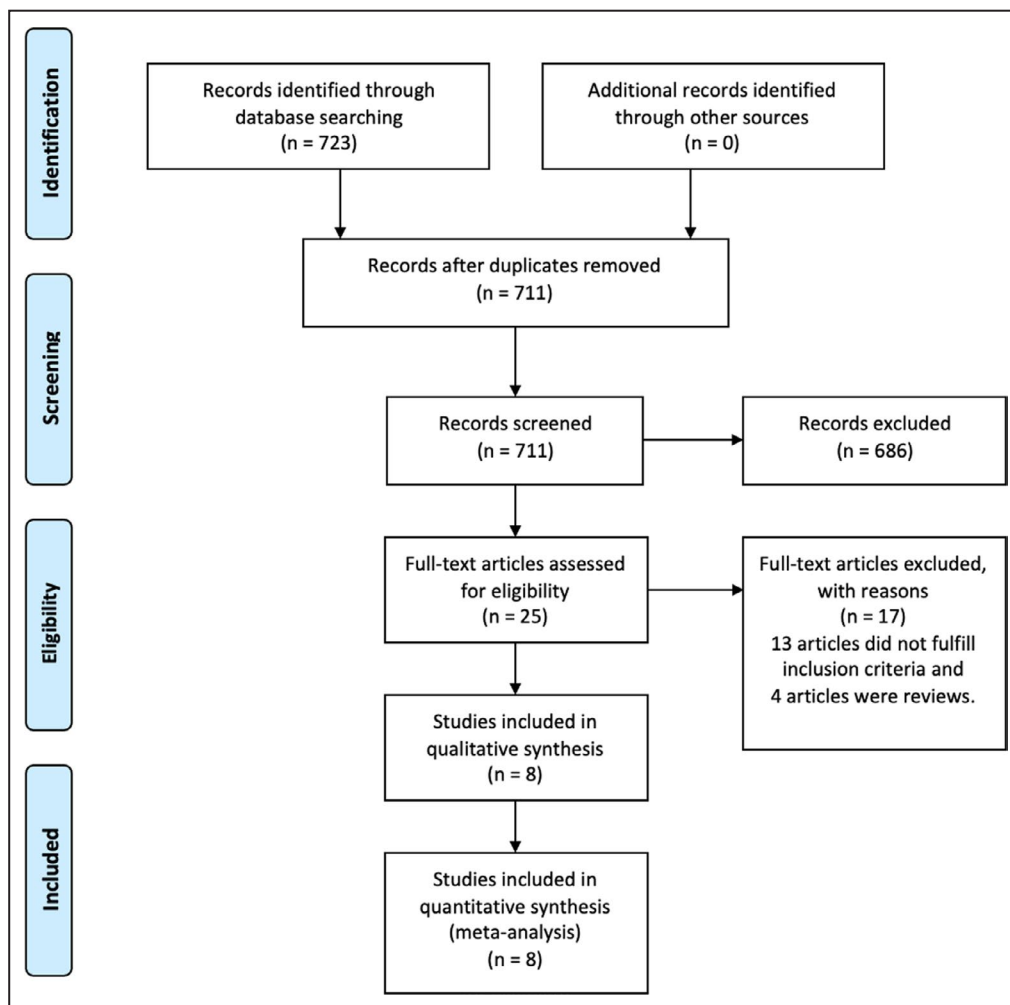 Identification
Records identified through
database searching
(n = 723)
Additional records identified
through other sources
(n = 0)
Records after duplicates removed
(n = 711)
Screening
Records screened
(n = 711)
Records excluded
(n = 686)
Eligibility
Full-text articles assessed
for eligibility
(n = 25)
Full-text articles excluded,
with reasons
(n = 17)
13 articles did not fulfill
inclusion criteria and
4 articles were reviews.
Studies included in
qualitative synthesis
(n = 8)
Included
Studies included in
quantitative synthesis
(meta-analysis)
(n = 8)